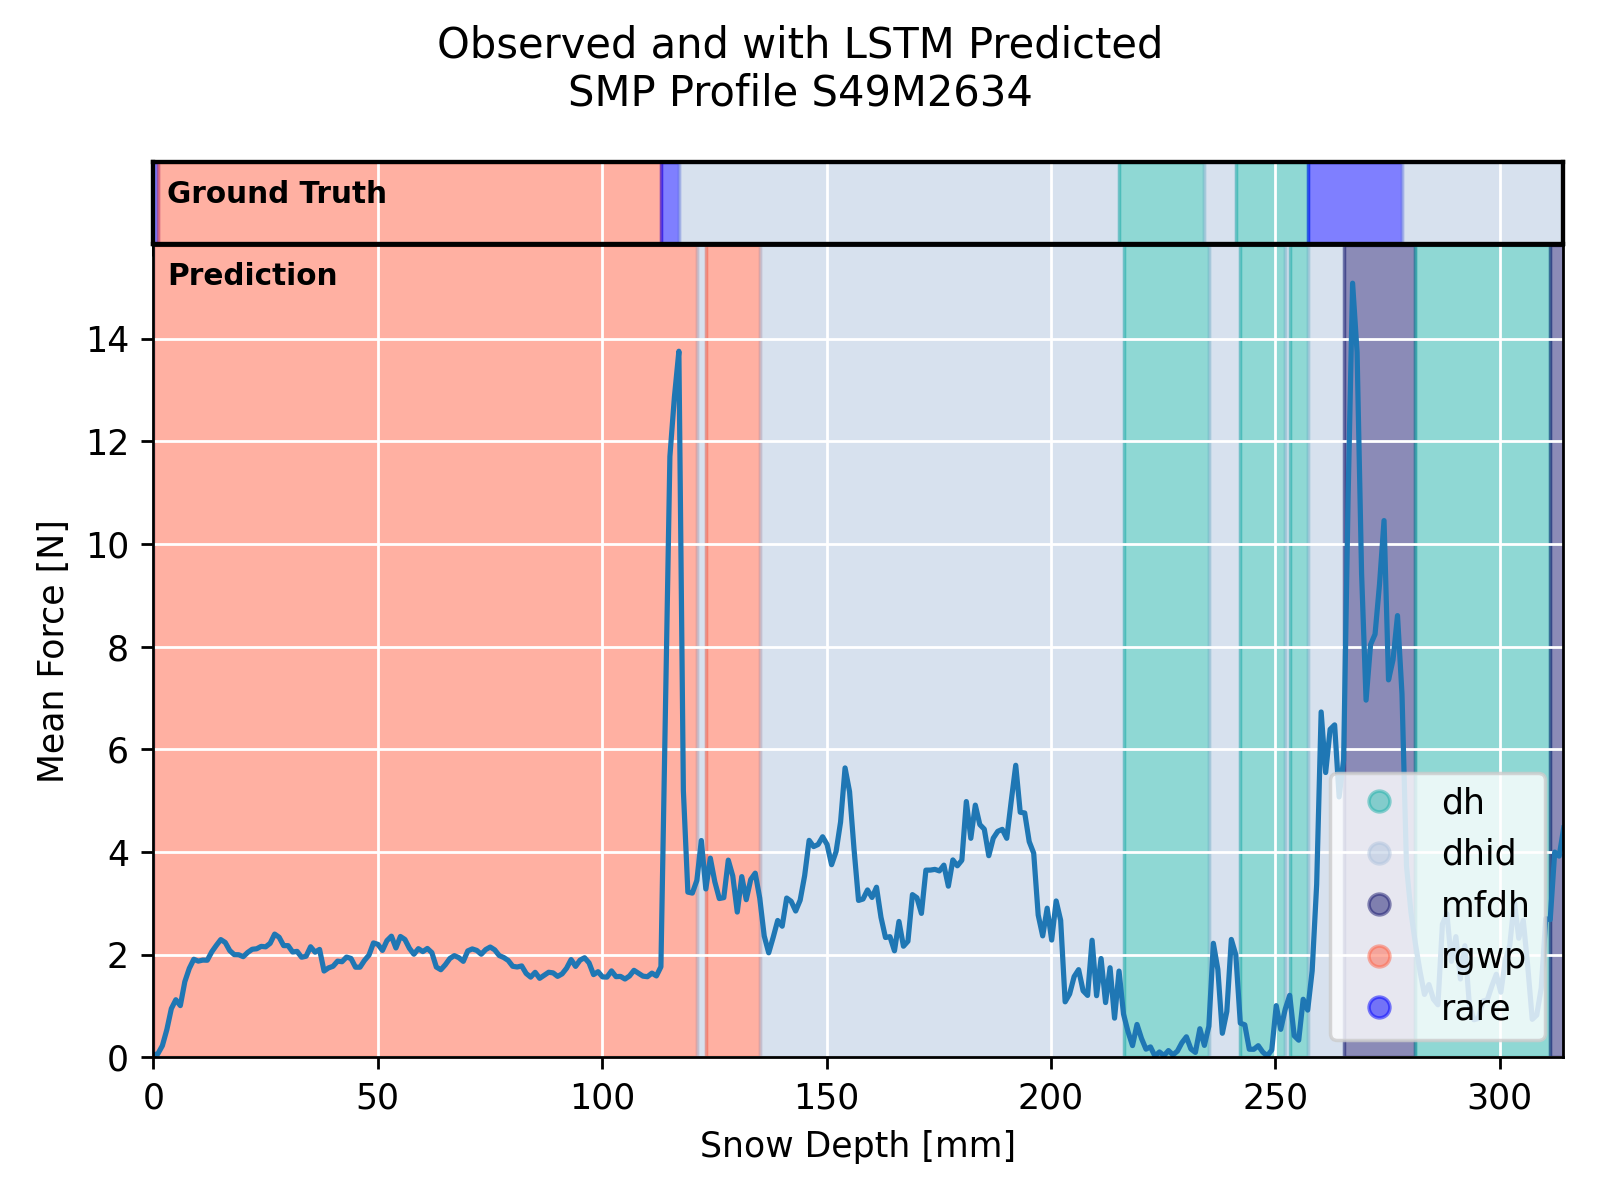 Observed and with LSTM Predicted
SMP Profile S49M2634
Ground Truth
Prediction
14
12
10
8
6
4
2
0
Mean Force [N]
dh
dhid
mfdh
rgwp
rare
0 50 100 150 200 250 300
Snow Depth [mm]